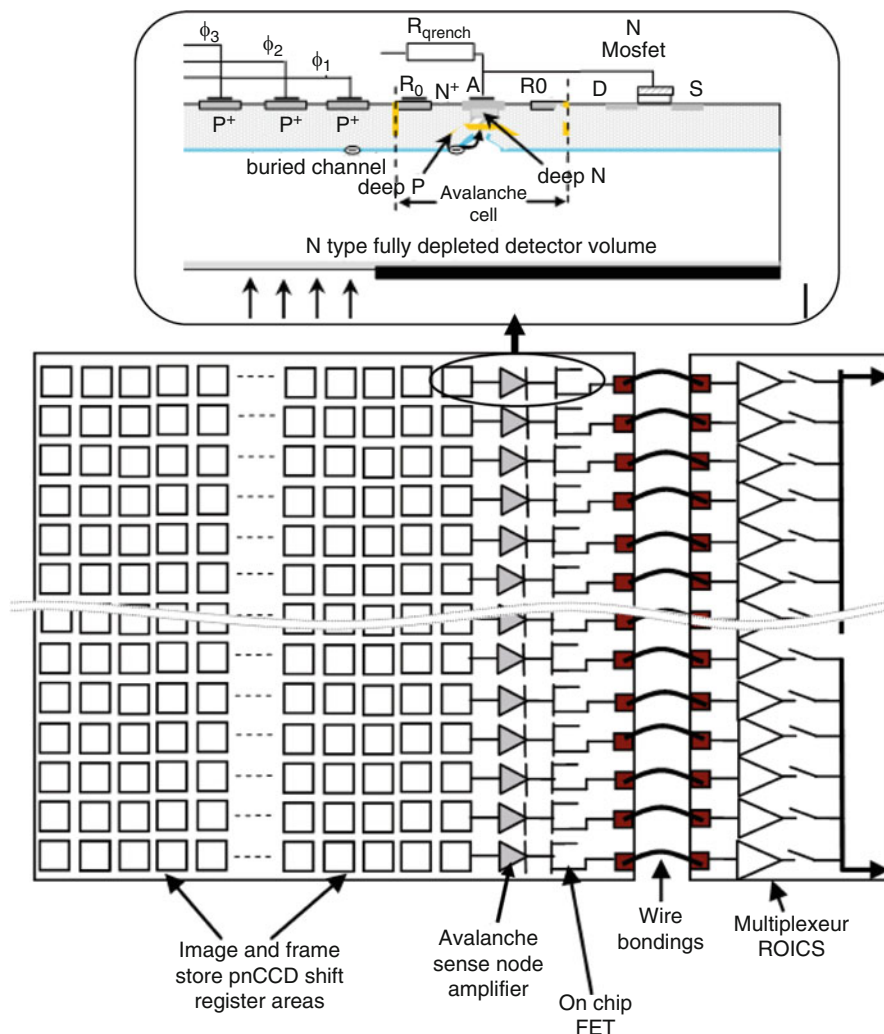 R_qrench
N
Mosfet
ϕ3
ϕ2
ϕ1
R0 N+ A R0 D S
P+ P+ P+
buried channel
deep P
deep N
Avalanche
cell
N type fully depleted detector volume
Image and frame
store pnCCD shift
register areas
Avalanche
sense node
amplifier
On chip
FET
Wire
bondings
Multiplexeur
ROICS